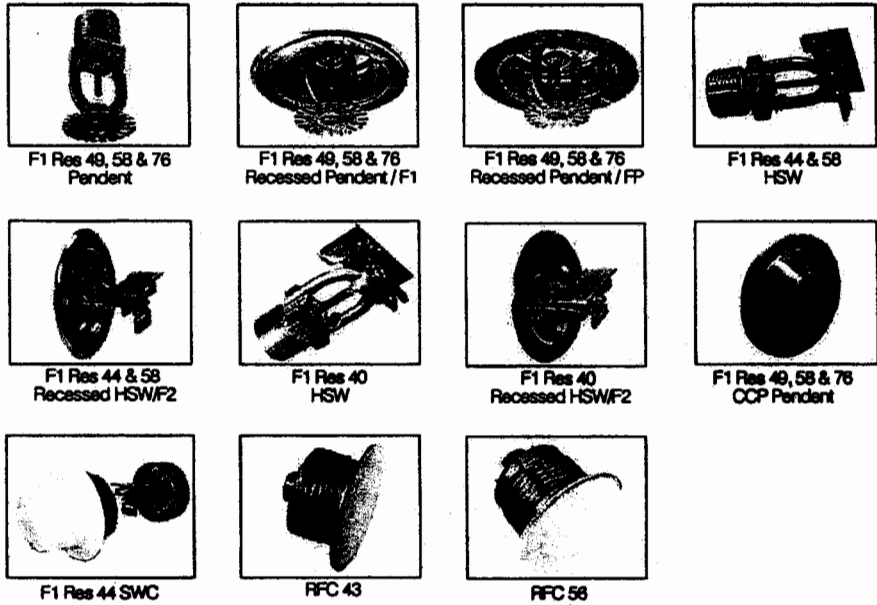 F1 Res 49, 58 & 76
Pendent
F1 Res 49, 58 & 76
Recessed Pendent / F1
F1 Res 49, 58 & 76
Recessed Pendent / FP
F1 Res 44 & 58
HSW
F1 Res 44 & 58
Recessed HSW/F2
F1 Res 40
HSW
F1 Res 40
Recessed HSW/F2
F1 Res 49, 58 & 76
CCP Pendent
F1 Res 44 SWC
RFC 43
RFC 56